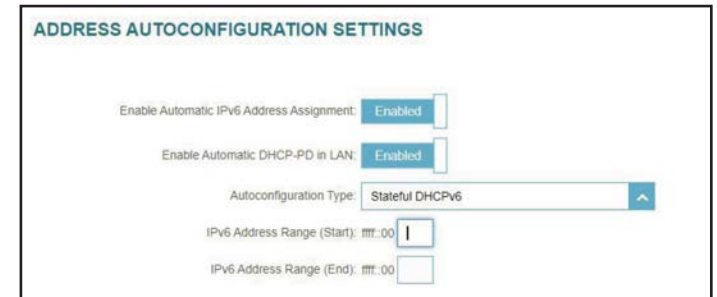 ADDRESS AUTOCONFIGURATION SETTINGS
Enable Automatic IPv6 Address Assignment: Enabled
Enable Automatic DHCP-PD in LAN: Enabled
Autoconfiguration Type: Stateful DHCPv6
IPv6 Address Range (Start): ffff::00
IPv6 Address Range (End): ffff::00